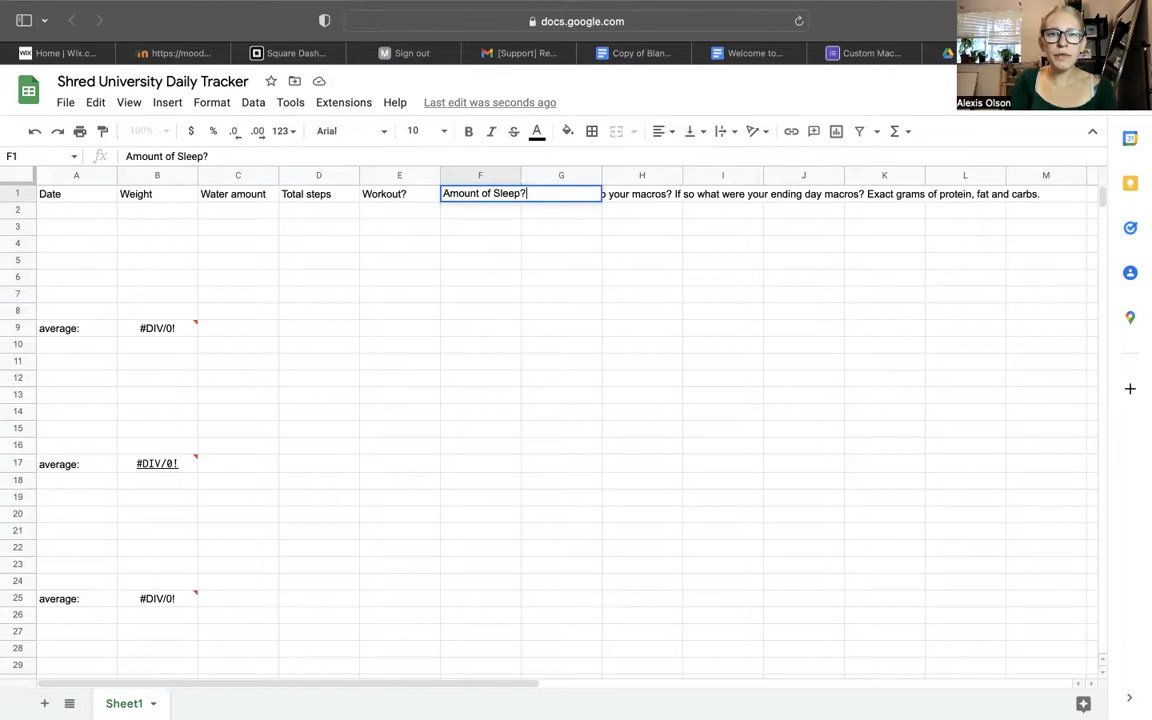 docs.google.com
Home | Wix.c...
https://mood...
Square Dash...
Sign out
[Support] Re...
Copy of Blan...
Welcome to...
Custom Mac...
Alexis Olson
Shred University Daily Tracker
File Edit View Insert Format Data Tools Extensions Help Last edit was seconds ago
100% $ % .0 .00 123 Arial 10 B I S A
F1 fx Amount of Sleep?
A B C D E F G H I J K L M
1 Date Weight Water amount Total steps Workout? Amount of Sleep? your macros? If so what were your ending day macros? Exact grams of protein, fat and carbs.
2
3
4
5
6
7
8
9 average: #DIV/0!
10
11
12
13
14
15
16
17 average: #DIV/0!
18
19
20
21
22
23
24
25 average: #DIV/0!
26
27
28
29
Sheet1